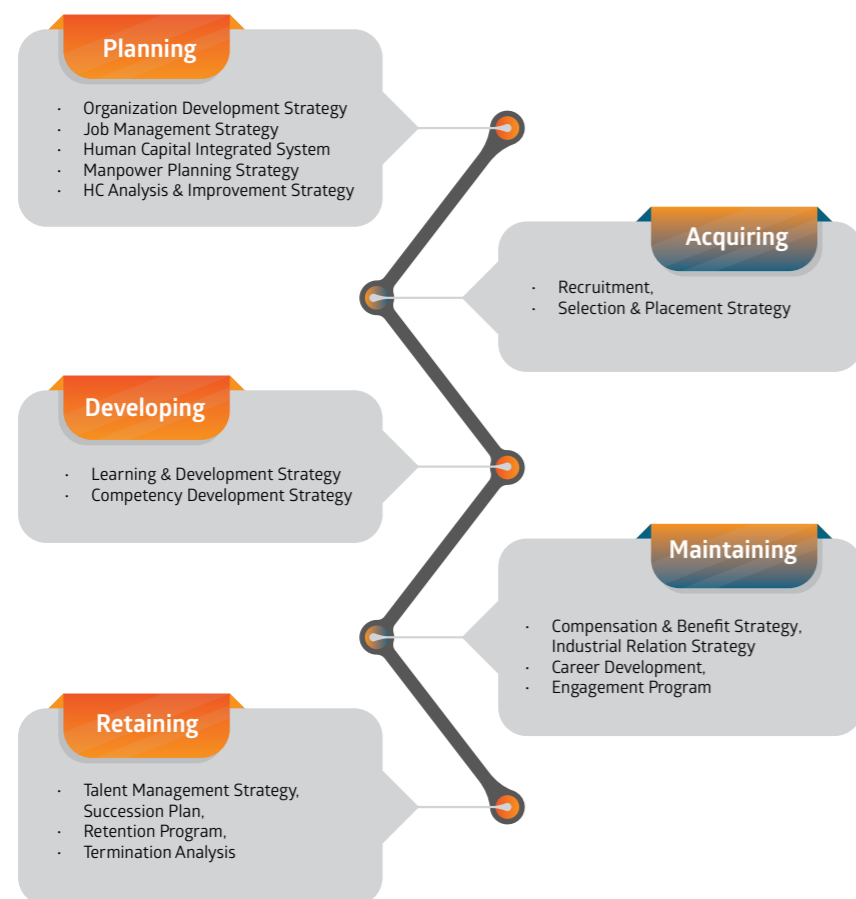 Planning
· Organization Development Strategy
· Job Management Strategy
· Human Capital Integrated System
· Manpower Planning Strategy
· HC Analysis & Improvement Strategy
Acquiring
· Recruitment,
· Selection & Placement Strategy
Developing
· Learning & Development Strategy
· Competency Development Strategy
Maintaining
· Compensation & Benefit Strategy,
Industrial Relation Strategy
· Career Development,
· Engagement Program
Retaining
· Talent Management Strategy,
Succession Plan,
· Retention Program,
· Termination Analysis